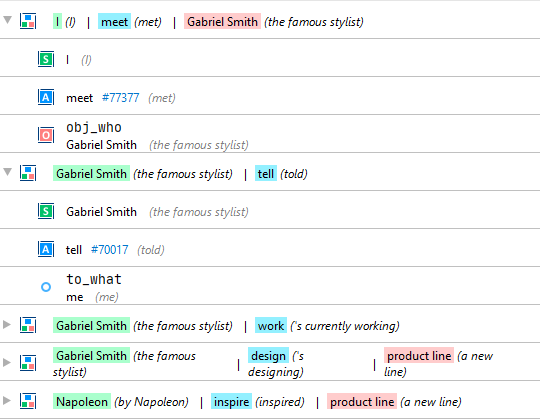 I (I) | meet (met) | Gabriel Smith (the famous stylist)
S I (I)
A meet #77377 (met)
obj_who
O Gabriel Smith (the famous stylist)
Gabriel Smith (the famous stylist) | tell (told)
S Gabriel Smith (the famous stylist)
A tell #70017 (told)
to_what
me (me)
Gabriel Smith (the famous stylist) | work ('s currently working)
Gabriel Smith (the famous stylist) | design ('s designing) | product line (a new line)
Napoleon (by Napoleon) | inspire (inspired) | product line (a new line)